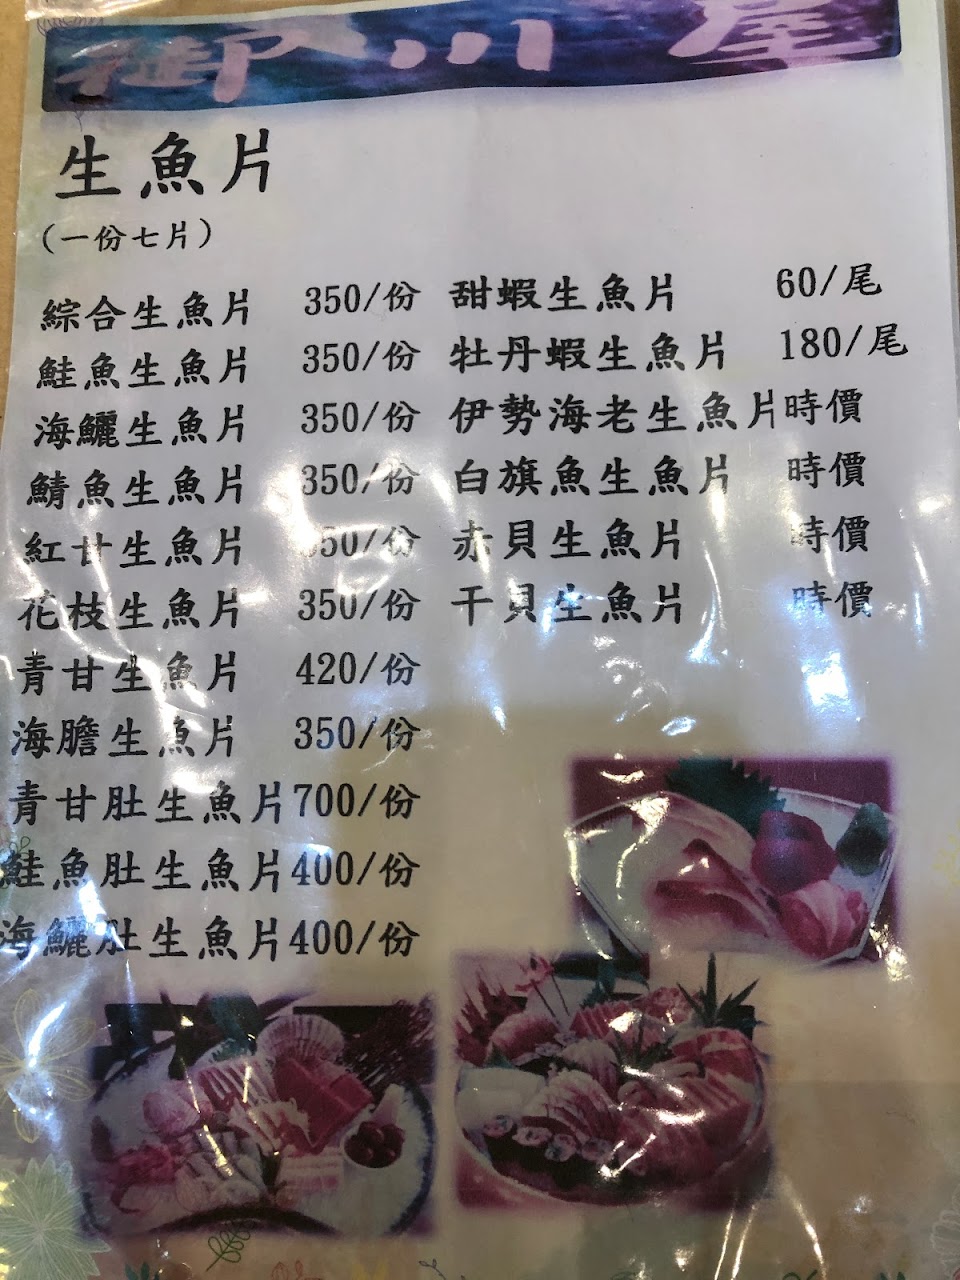 御川屋
生魚片
(一份七片)
綜合生魚片 350/份
鮭魚生魚片 350/份
海鱺生魚片 350/份
鯖魚生魚片 350/份
紅甘生魚片 350/份
花枝生魚片 350/份
青甘生魚片 420/份
海膽生魚片 350/份
青甘肚生魚片 700/份
鮭魚肚生魚片 400/份
海鱺肚生魚片 400/份
甜蝦生魚片 60/尾
牡丹蝦生魚片 180/尾
伊勢海老生魚片 時價
白旗魚生魚片 時價
赤貝生魚片 時價
干貝生魚片 時價